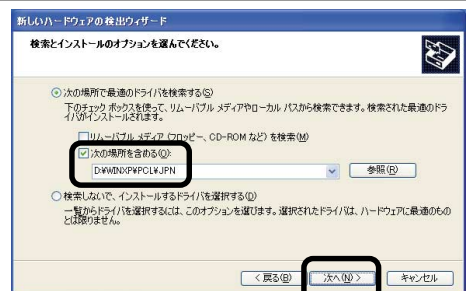 新しいハードウェアの検出ウィザード
検索とインストールのオプションを選んでください。
次の場所で最適のドライバを検索する(S)
下のチェック ボックスを使って、リムーバブル メディアやローカル パスから検索できます。検索された最適のドラ
イバがインストールされます。
リムーバブル メディア (フロッピー、CD-ROM など) を検索(M)
次の場所を含める(O):
D:¥WINXP¥PCL¥JPN
参照(R)
検索しないで、インストールするドライバを選択する(D)
一覧からドライバを選択するには、このオプションを選びます。選択されたドライバは、ハードウェアに最適のもの
とは限りません。
< 戻る(B)
次へ(N) >
キャンセル